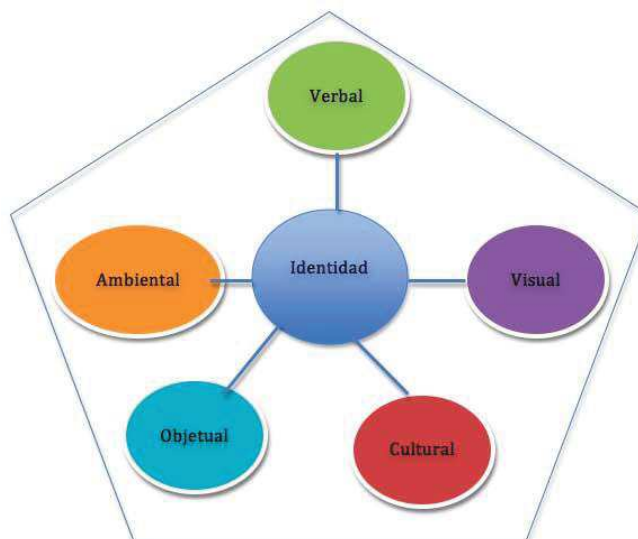 Verbal
Identidad
Ambiental
Visual
Objetual
Cultural